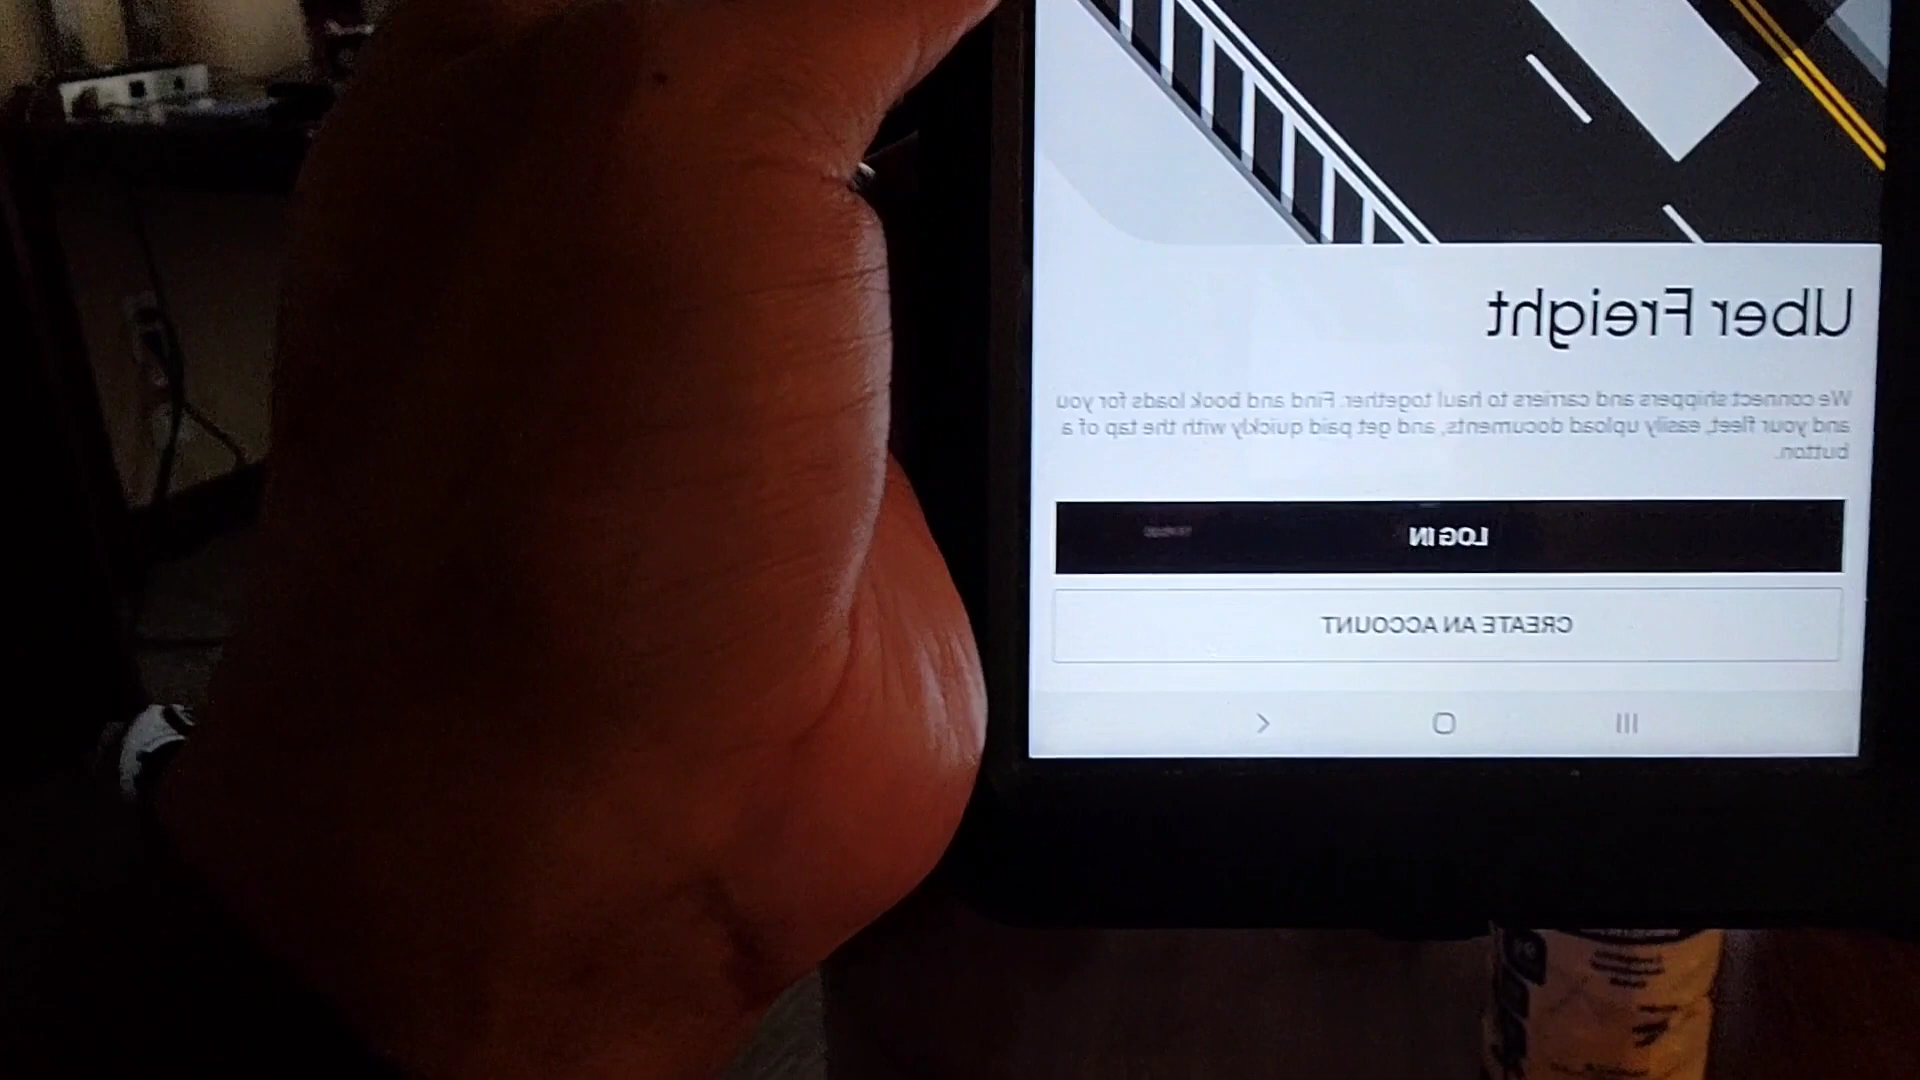 Uber Freight
We connect shippers and carriers to haul together. Find and book loads for you
and your fleet, easily upload documents, and get paid quickly with the tap of a
button.
LOG IN
CREATE AN ACCOUNT